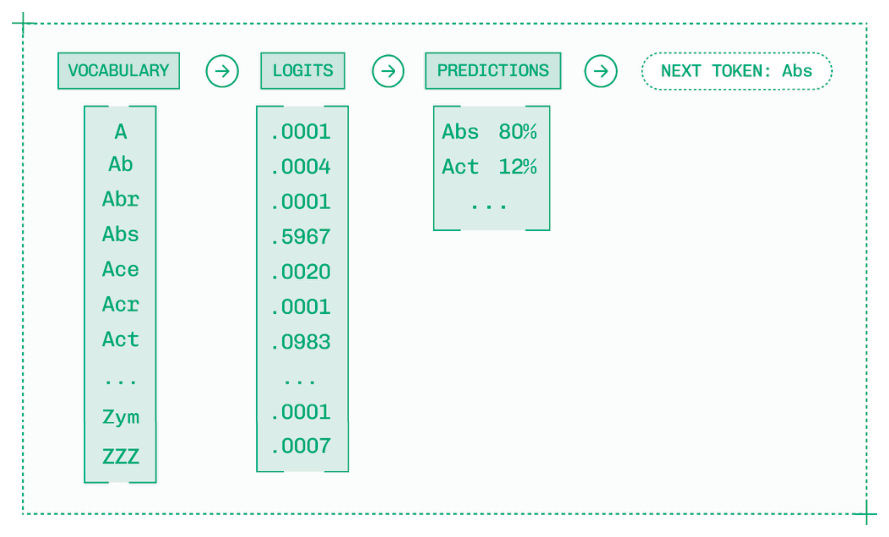 VOCABULARY → LOGITS → PREDICTIONS → NEXT TOKEN: Abs
A .0001 Abs 80%
Ab .0004 Act 12%
Abr .0001 ...
Abs .5967
Ace .0020
Acr .0001
Act .0983
... ...
Zym .0001
ZZZ .0007